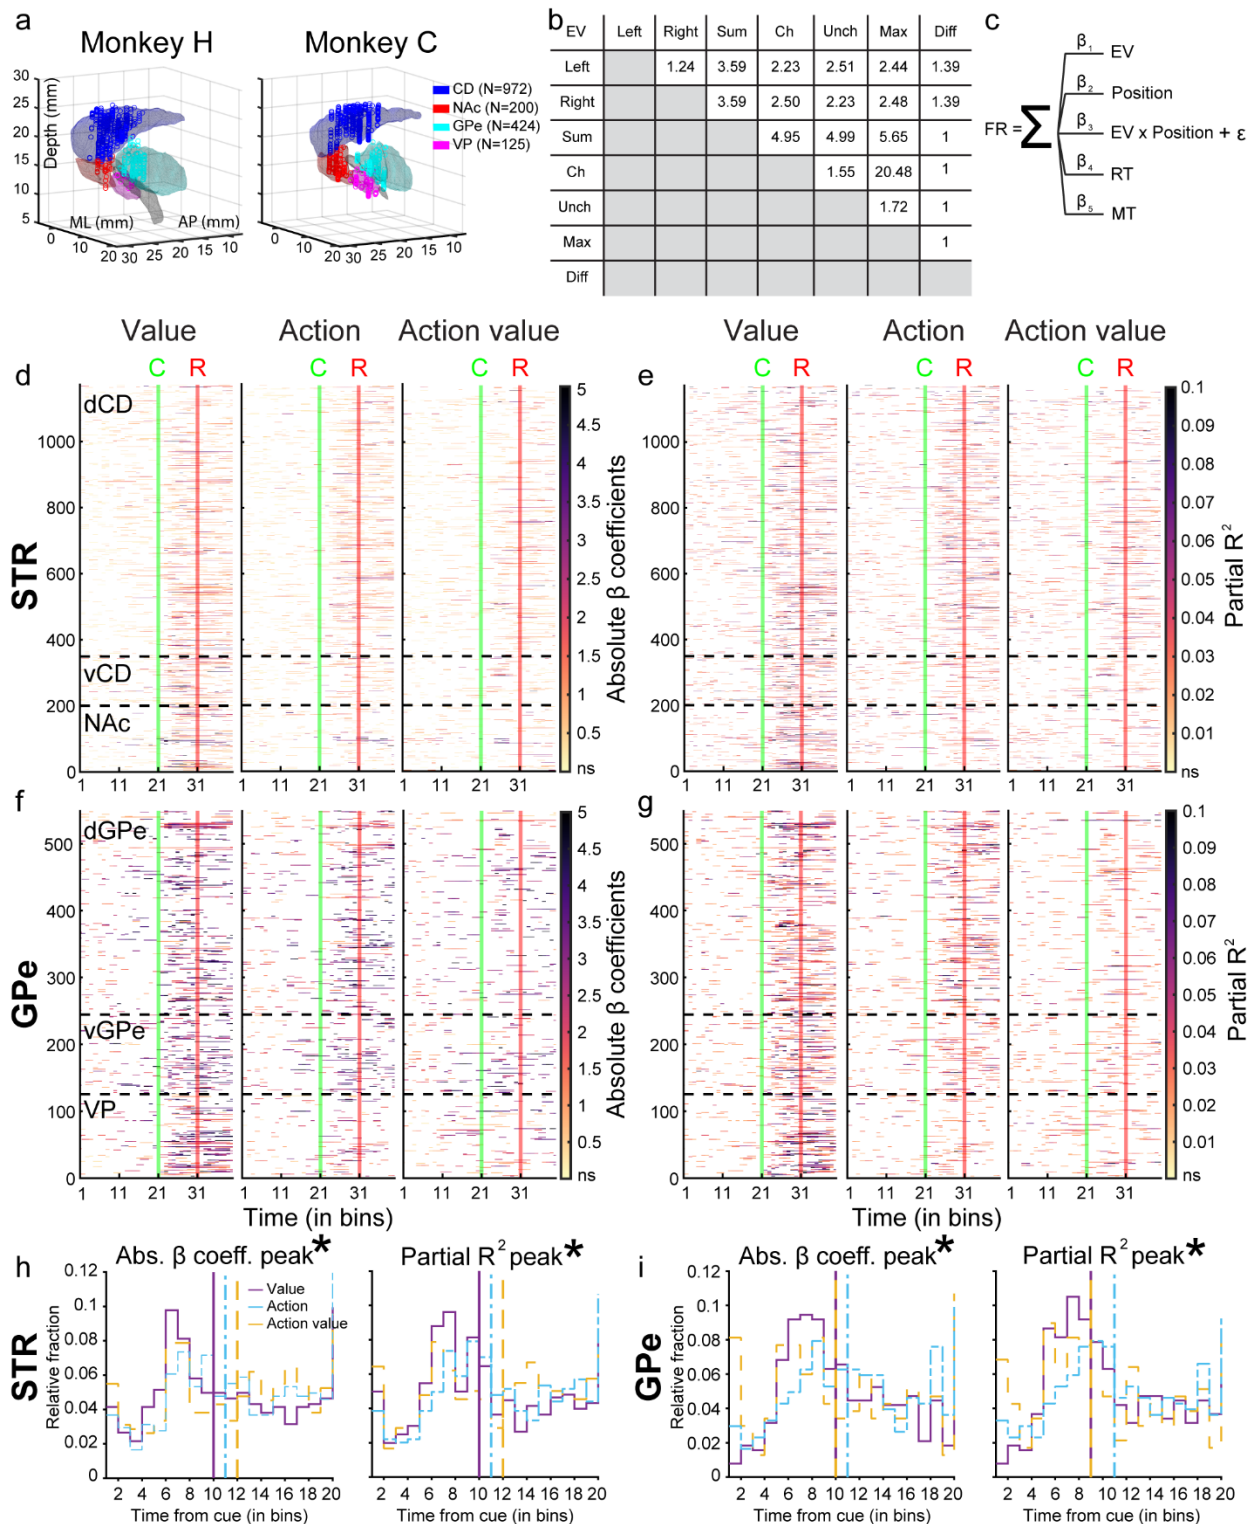 a
Monkey H
Monkey C
Depth (mm)
30
25
20
15
10
5
ML (mm)
AP (mm)
0
10
20
30
25
20
15
10
0
10
20
30
25
20
15
10
CD (N=972)
NAc (N=200)
GPe (N=424)
VP (N=125)
b
EV Left Right Sum Ch Unch Max Diff
Left 1.24 3.59 2.23 2.51 2.44 1.39
Right 3.59 2.50 2.23 2.48 1.39
Sum 4.95 4.99 5.65 1
Ch 1.55 20.48 1
Unch 1.72 1
Max 1
Diff
c
FR = Σ
β1 EV
β2 Position
β3 EV x Position + ε
β4 RT
β5 MT
Value Action Action value
Value Action Action value
d
C R C R C R
STR
dCD
vCD
NAc
1000
800
600
400
200
0
1 11 21 31 1 11 21 31 1 11 21 31
5
4.5
4
3.5
3
2.5
2
1.5
1
0.5
ns
Absolute β coefficients
e
C R C R C R
1000
800
600
400
200
0
1 11 21 31 1 11 21 31 1 11 21 31
0.1
0.09
0.08
0.07
0.06
0.05
0.04
0.03
0.02
0.01
ns
Partial R²
f
GPe
dGPe
vGPe
VP
500
400
300
200
100
0
1 11 21 31 1 11 21 31 1 11 21 31
Time (in bins)
5
4.5
4
3.5
3
2.5
2
1.5
1
0.5
ns
Absolute β coefficients
g
500
400
300
200
100
0
1 11 21 31 1 11 21 31 1 11 21 31
Time (in bins)
0.1
0.09
0.08
0.07
0.06
0.05
0.04
0.03
0.02
0.01
ns
Partial R²
h
Abs. β coeff. peak*
Partial R² peak*
STR
Relative fraction
0.12
0.1
0.08
0.06
0.04
0.02
0
Value
Action
Action value
2 4 6 8 10 12 14 16 18 20
2 4 6 8 10 12 14 16 18 20
Time from cue (in bins)
Time from cue (in bins)
i
Abs. β coeff. peak*
Partial R² peak*
GPe
Relative fraction
0.12
0.1
0.08
0.06
0.04
0.02
0
2 4 6 8 10 12 14 16 18 20
2 4 6 8 10 12 14 16 18 20
Time from cue (in bins)
Time from cue (in bins)